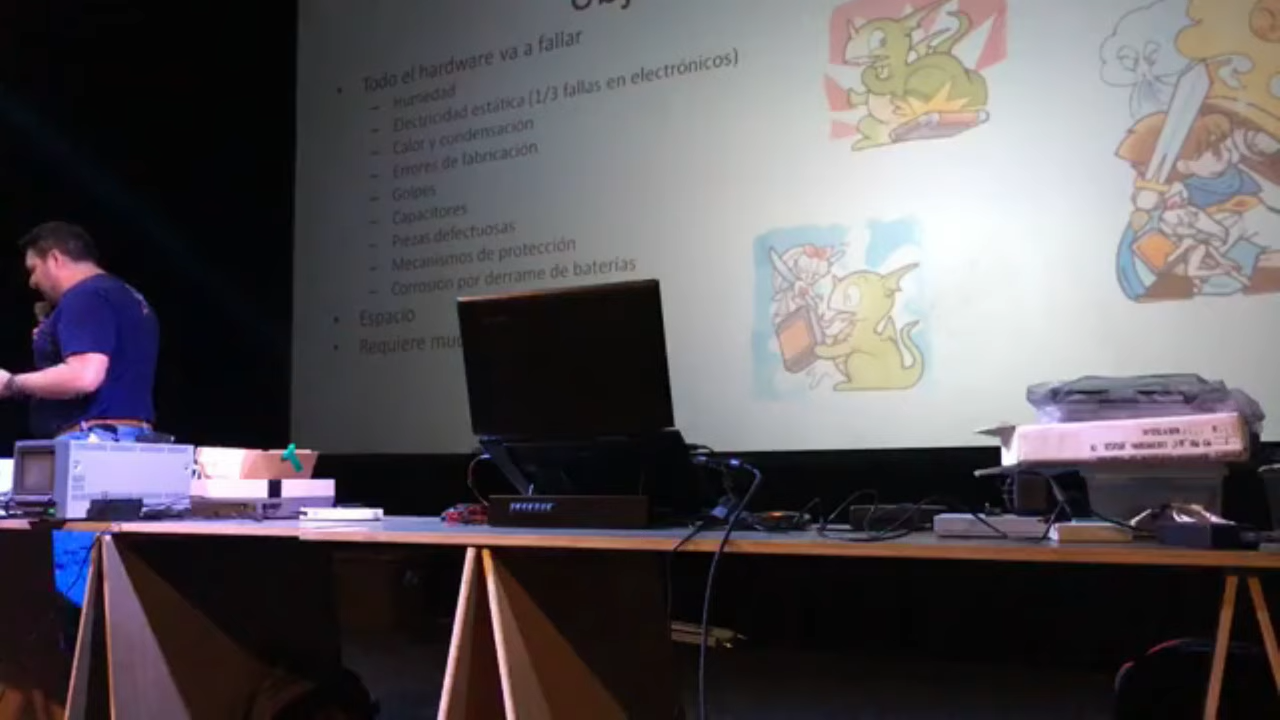 Todo el hardware va a fallar
– Humedad
– Electricidad estática (1/3 fallas en electrónicos)
– Calor y condensación
– Errores de fabricación
– Golpes
– Capacitores
– Piezas defectuosas
– Mecanismos de protección
– Corrosión por derrame de baterías
• Espacio
• Requiere